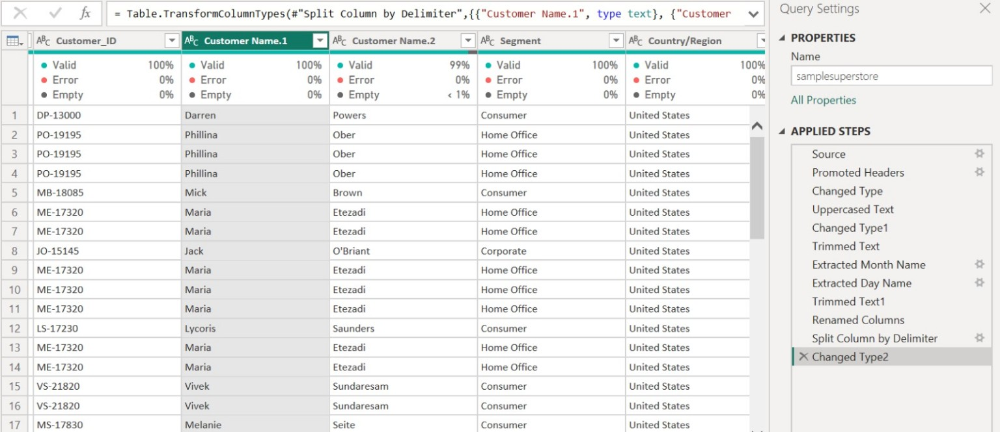 fx = Table.TransformColumnTypes(#"Split Column by Delimiter",{{"Customer Name.1", type text}, {"Customer
ABC Customer_ID ABC Customer Name.1 ABC Customer Name.2 ABC Segment ABC Country/Region
Valid 100% Valid 100% Valid 99% Valid 100% Valid 100%
Error 0% Error 0% Error 0% Error 0% Error 0%
Empty 0% Empty 0% Empty < 1% Empty 0% Empty 0%
1 DP-13000 Darren Powers Consumer United States
2 PO-19195 Phillina Ober Home Office United States
3 PO-19195 Phillina Ober Home Office United States
4 PO-19195 Phillina Ober Home Office United States
5 MB-18085 Mick Brown Consumer United States
6 ME-17320 Maria Etezadi Home Office United States
7 ME-17320 Maria Etezadi Home Office United States
8 JO-15145 Jack O'Briant Corporate United States
9 ME-17320 Maria Etezadi Home Office United States
10 ME-17320 Maria Etezadi Home Office United States
11 ME-17320 Maria Etezadi Home Office United States
12 LS-17230 Lycoris Saunders Consumer United States
13 ME-17320 Maria Etezadi Home Office United States
14 ME-17320 Maria Etezadi Home Office United States
15 VS-21820 Vivek Sundaresam Consumer United States
16 VS-21820 Vivek Sundaresam Consumer United States
17 MS-17830 Melanie Seite Consumer United States
Query Settings
PROPERTIES
Name
samplesuperstore
All Properties
APPLIED STEPS
Source
Promoted Headers
Changed Type
Uppercased Text
Changed Type1
Trimmed Text
Extracted Month Name
Extracted Day Name
Trimmed Text1
Renamed Columns
Split Column by Delimiter
Changed Type2